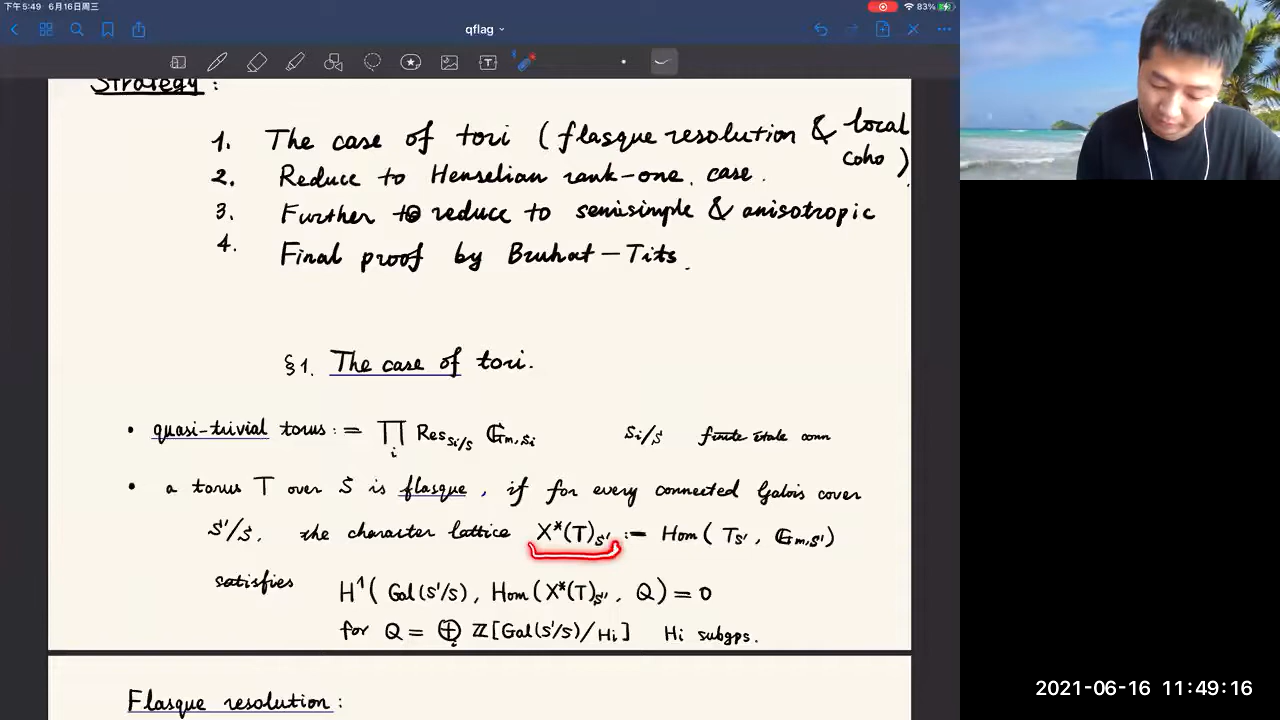 下午5:49 6月16日周三
83%
qflag
Strategy:
1. The case of tori (flasque resolution & local coho)
2. Reduce to Henselian rank-one case.
3. Further to reduce to semisimple & anisotropic
4. Final proof by Bruhat-Tits.
§1. The case of tori.
• quasi-trivial torus := ∏_i Res_{Si/S} 𝔾_{m,Si} Si/S finite étale conn
• a torus T over S is flasque, if for every connected Galois cover
S'/S, the character lattice X*(T)_{S'} := Hom(T_{S'}, 𝔾_{m,S'})
satisfies H^1(Gal(S'/S), Hom(X*(T)_{S'}, Q) = 0
for Q = ⊕_i ℤ[Gal(S'/S)/Hi] Hi subgps.
Flasque resolution:
2021-06-16 11:49:16